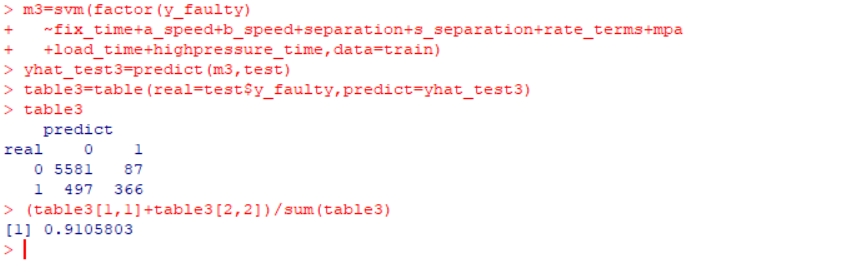 > m3=svm(factor(y_faulty)
+   ~fix_time+a_speed+b_speed+separation+s_separation+rate_terms+mpa
+   +load_time+highpressure_time,data=train)
> yhat_test3=predict(m3,test)
> table3=table(real=test$y_faulty,predict=yhat_test3)
> table3
    predict
real    0    1
   0 5581   87
   1  497  366
> (table3[1,1]+table3[2,2])/sum(table3)
[1] 0.9105803
>